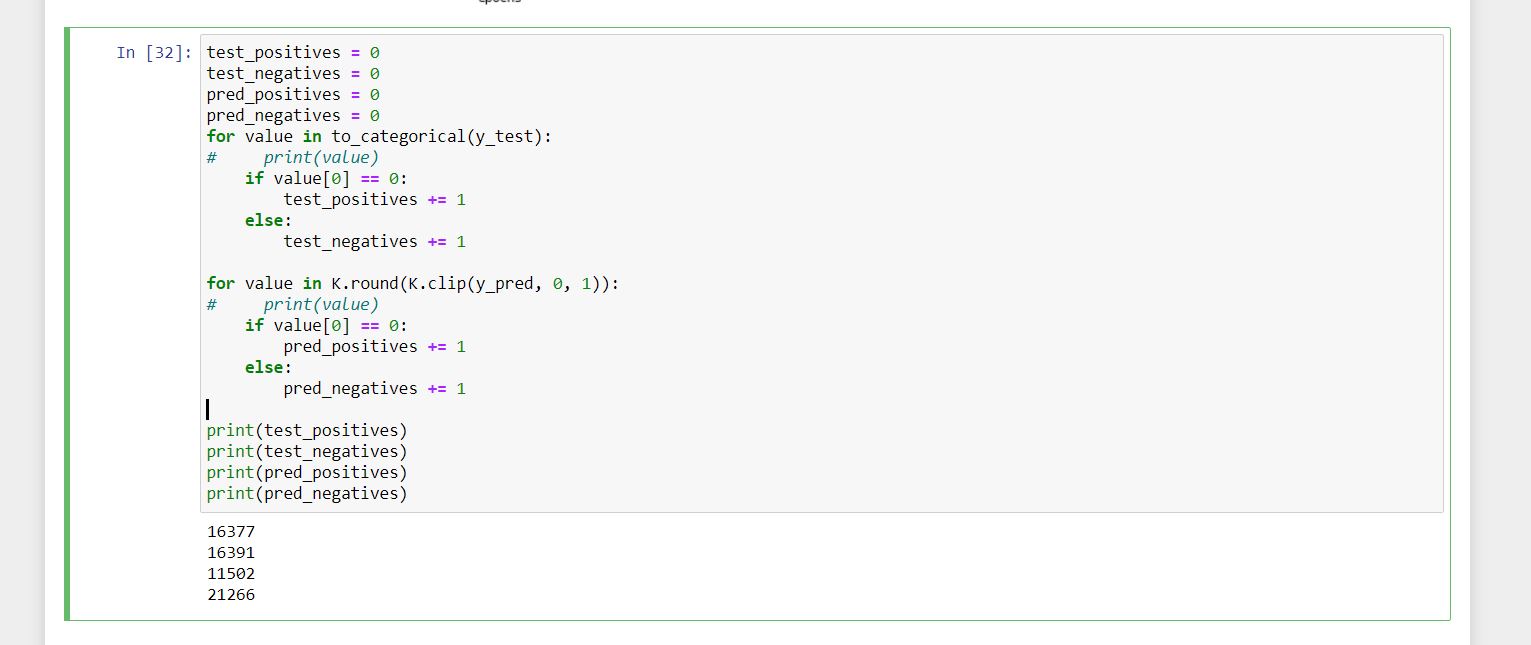 epochs
In [32]: test_positives = 0
test_negatives = 0
pred_positives = 0
pred_negatives = 0
for value in to_categorical(y_test):
#     print(value)
    if value[0] == 0:
        test_positives += 1
    else:
        test_negatives += 1
for value in K.round(K.clip(y_pred, 0, 1)):
#     print(value)
    if value[0] == 0:
        pred_positives += 1
    else:
        pred_negatives += 1
print(test_positives)
print(test_negatives)
print(pred_positives)
print(pred_negatives)
16377
16391
11502
21266